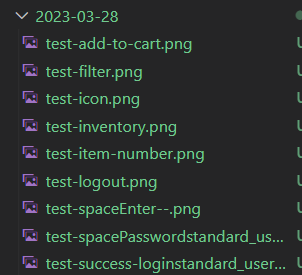 2023-03-28
test-add-to-cart.png
test-filter.png
test-icon.png
test-inventory.png
test-item-number.png
test-logout.png
test-spaceEnter--.png
test-spacePasswordstandard_us...
test-success-loginstandard_user...